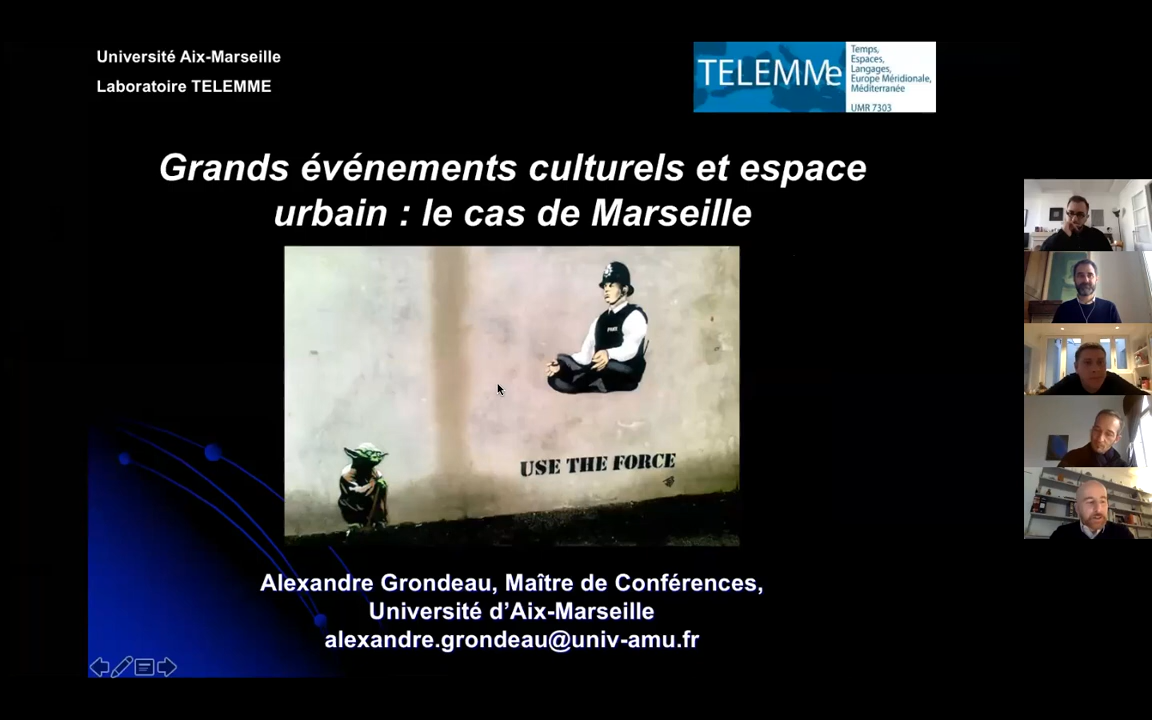 Université Aix-Marseille
Laboratoire TELEMME
TELEMMe
Temps,
Espaces,
Langages,
Europe Méridionale,
Méditerranée
UMR 7303
Grands événements culturels et espace
urbain : le cas de Marseille
USE THE FORCE
Alexandre Grondeau, Maître de Conférences,
Université d’Aix-Marseille
alexandre.grondeau@univ-amu.fr